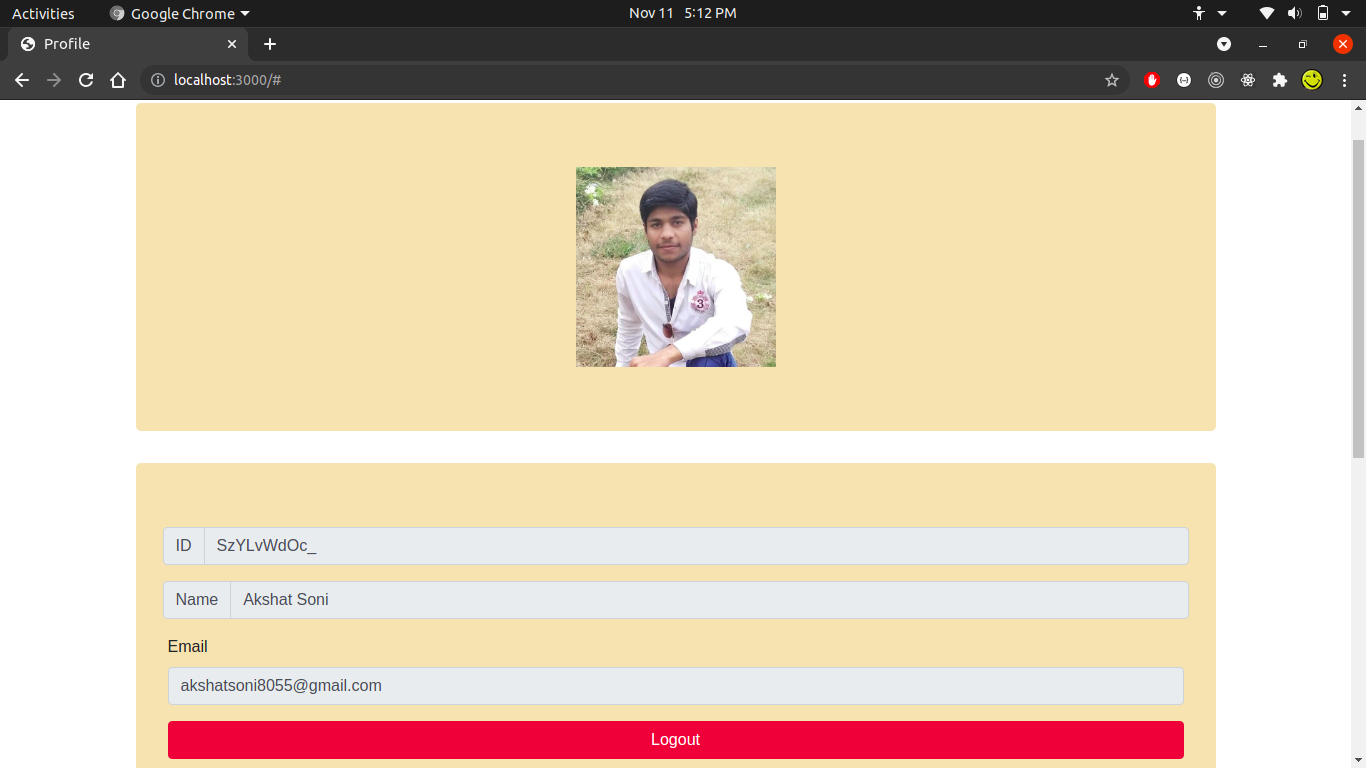 Activities Google Chrome Nov 11 5:12 PM
Profile
localhost:3000/#
3
ID SzYLvWdOc_
Name Akshat Soni
Email
akshatsoni8055@gmail.com
Logout